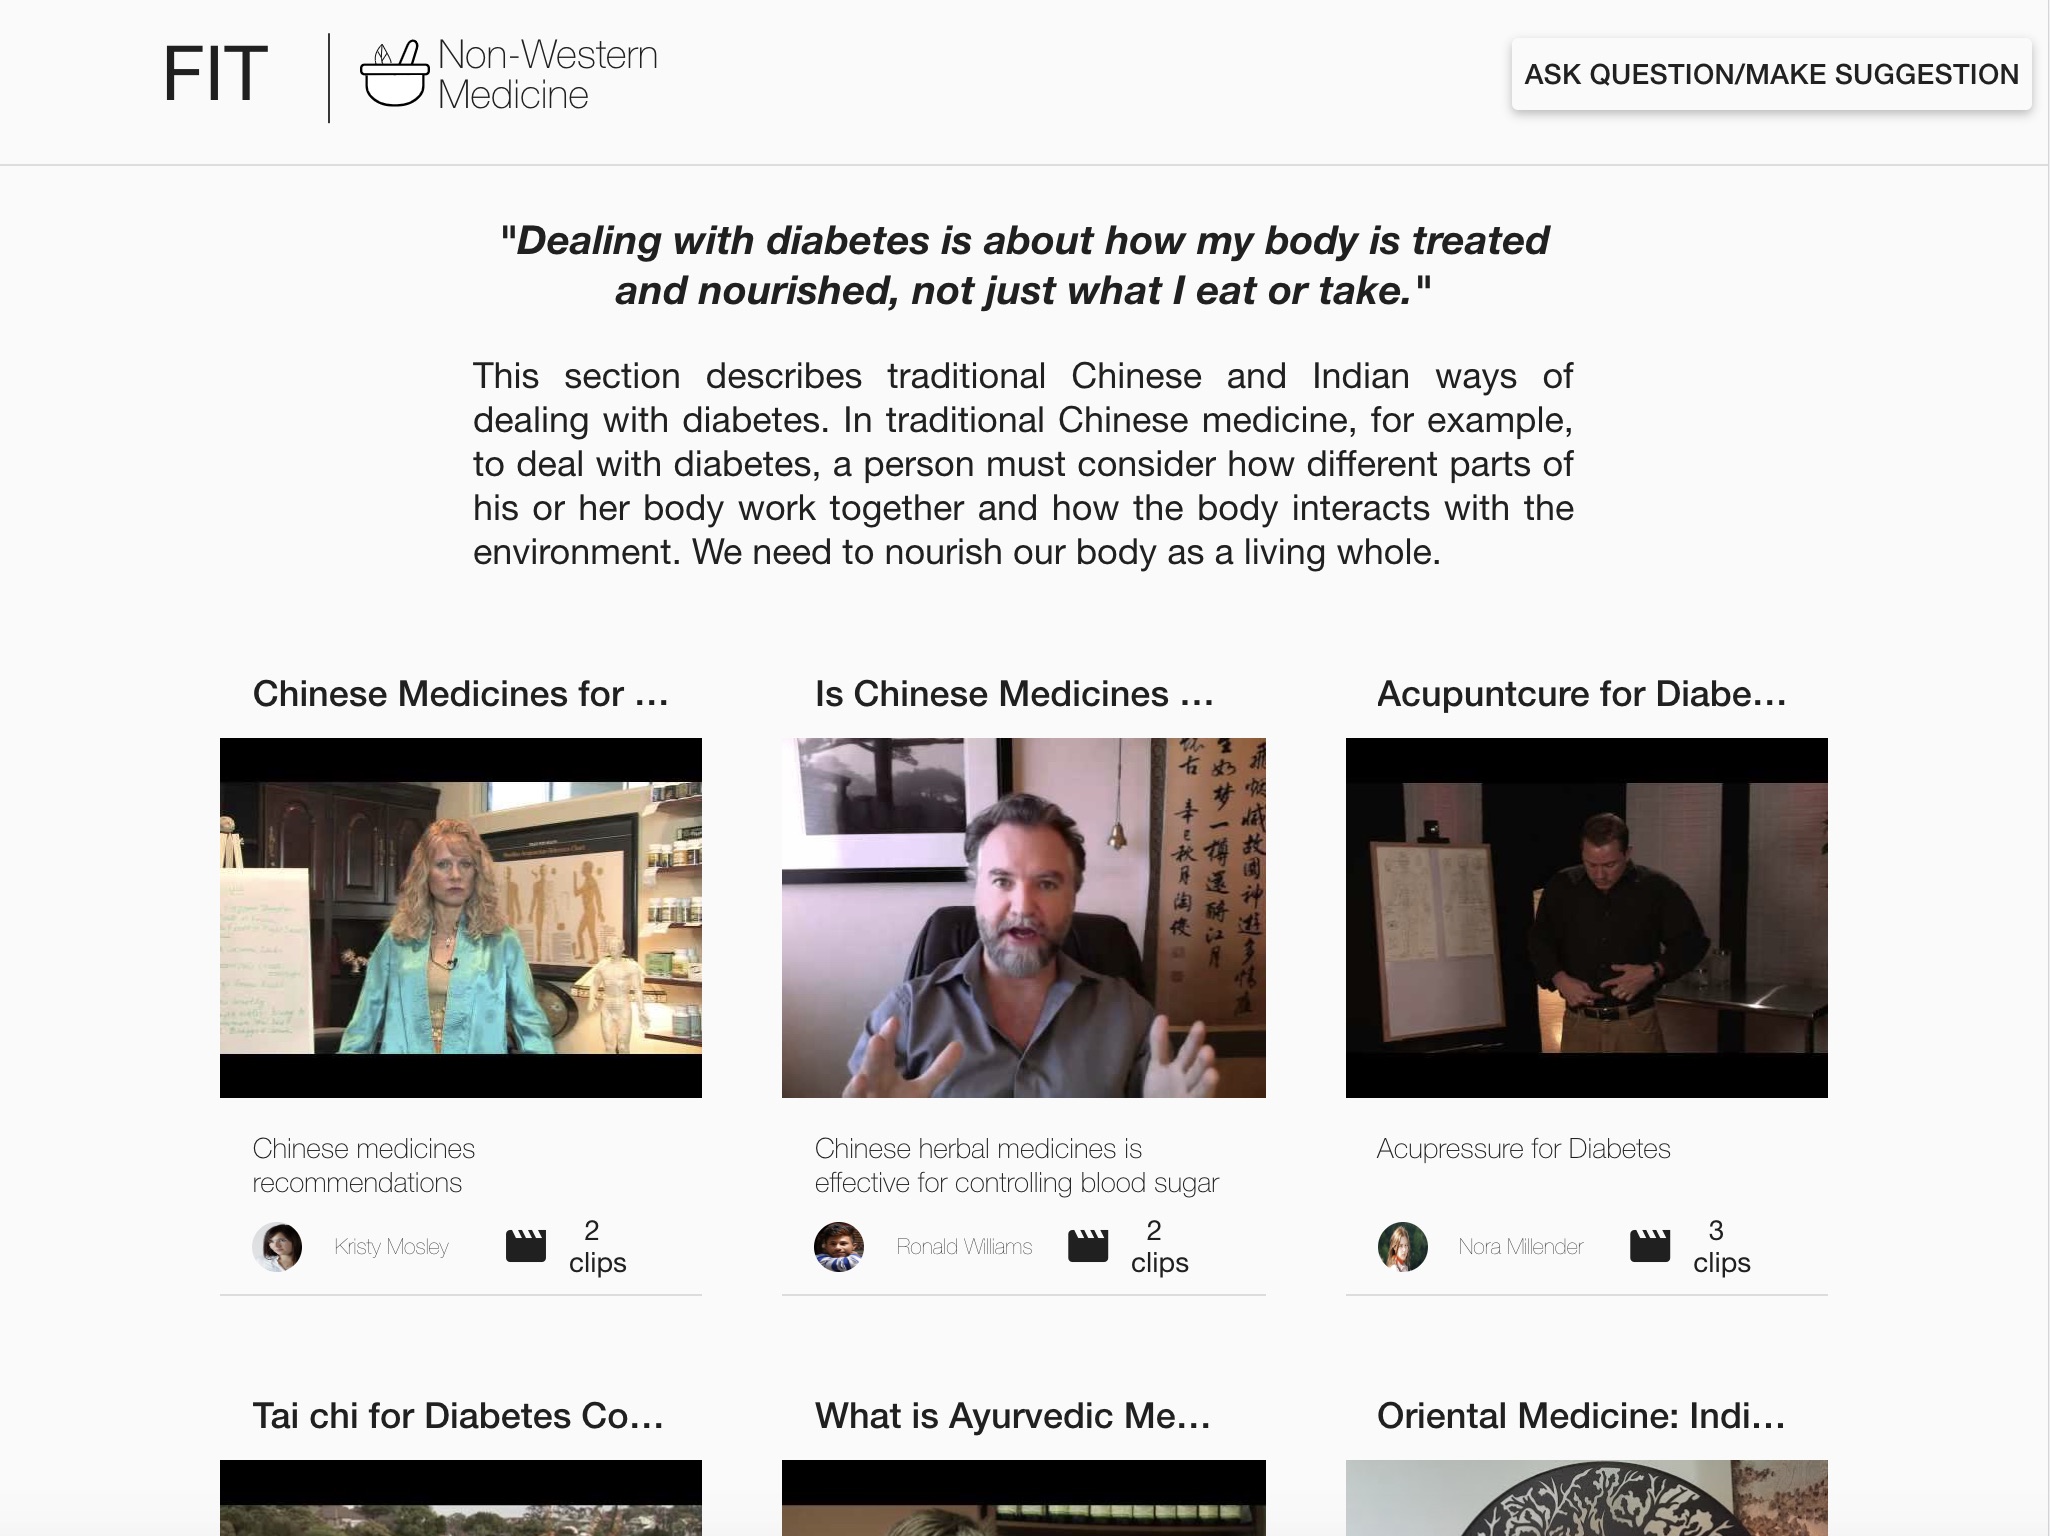 FIT
Non-Western
Medicine
ASK QUESTION/MAKE SUGGESTION
"Dealing with diabetes is about how my body is treated
and nourished, not just what I eat or take."
This section describes traditional Chinese and Indian ways of
dealing with diabetes. In traditional Chinese medicine, for example,
to deal with diabetes, a person must consider how different parts of
his or her body work together and how the body interacts with the
environment. We need to nourish our body as a living whole.
Chinese Medicines for ...
Is Chinese Medicines ...
Acupuntcure for Diabe...
Chinese medicines
recommendations
Kristy Mosley
2
clips
Chinese herbal medicines is
effective for controlling blood sugar
Ronald Williams
2
clips
Acupressure for Diabetes
Nora Millender
3
clips
Tai chi for Diabetes Co...
What is Ayurvedic Me...
Oriental Medicine: Indi...